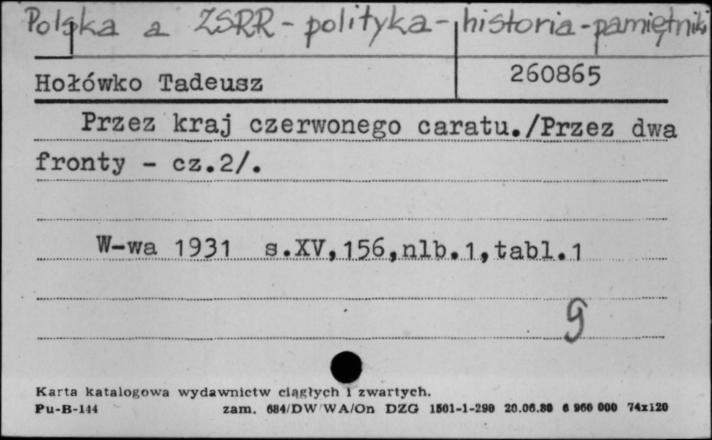 Polska a ZSRR - polityka - historia - pamiętniki
Hołówko Tadeusz
260865
Przez kraj czerwonego caratu./Przez dwa
fronty - cz.2/.
W-wa 1931 s.XV,156,nlb.1,tabl.1
g
Karta katalogowa wydawnictw ciągłych i zwartych.
Pu-B-144 zam. 684/DW WA/On DZG 1501-1-290 20.06.80 6 960 000 74x120